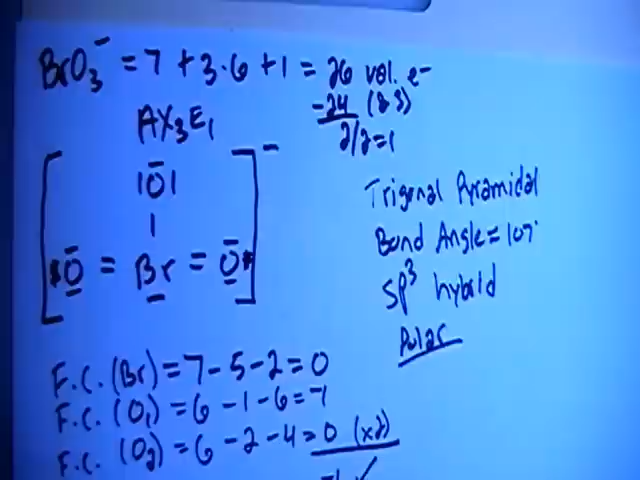 BrO₃⁻ = 7 + 3·6 + 1 = 26 val. e-
-24 (8·3)
2/2=1
AX₃E₁
[ |O| ]⁻
|
O = Br = O
Trigonal Pyramidal
Bond Angle ≈ 107°
sp³ hybrid
Polar
F.C. (Br) = 7 - 5 - 2 = 0
F.C. (O₁) = 6 - 1 - 6 = -1
F.C. (O₂) = 6 - 2 - 4 = 0 (x2)
-1 ✓